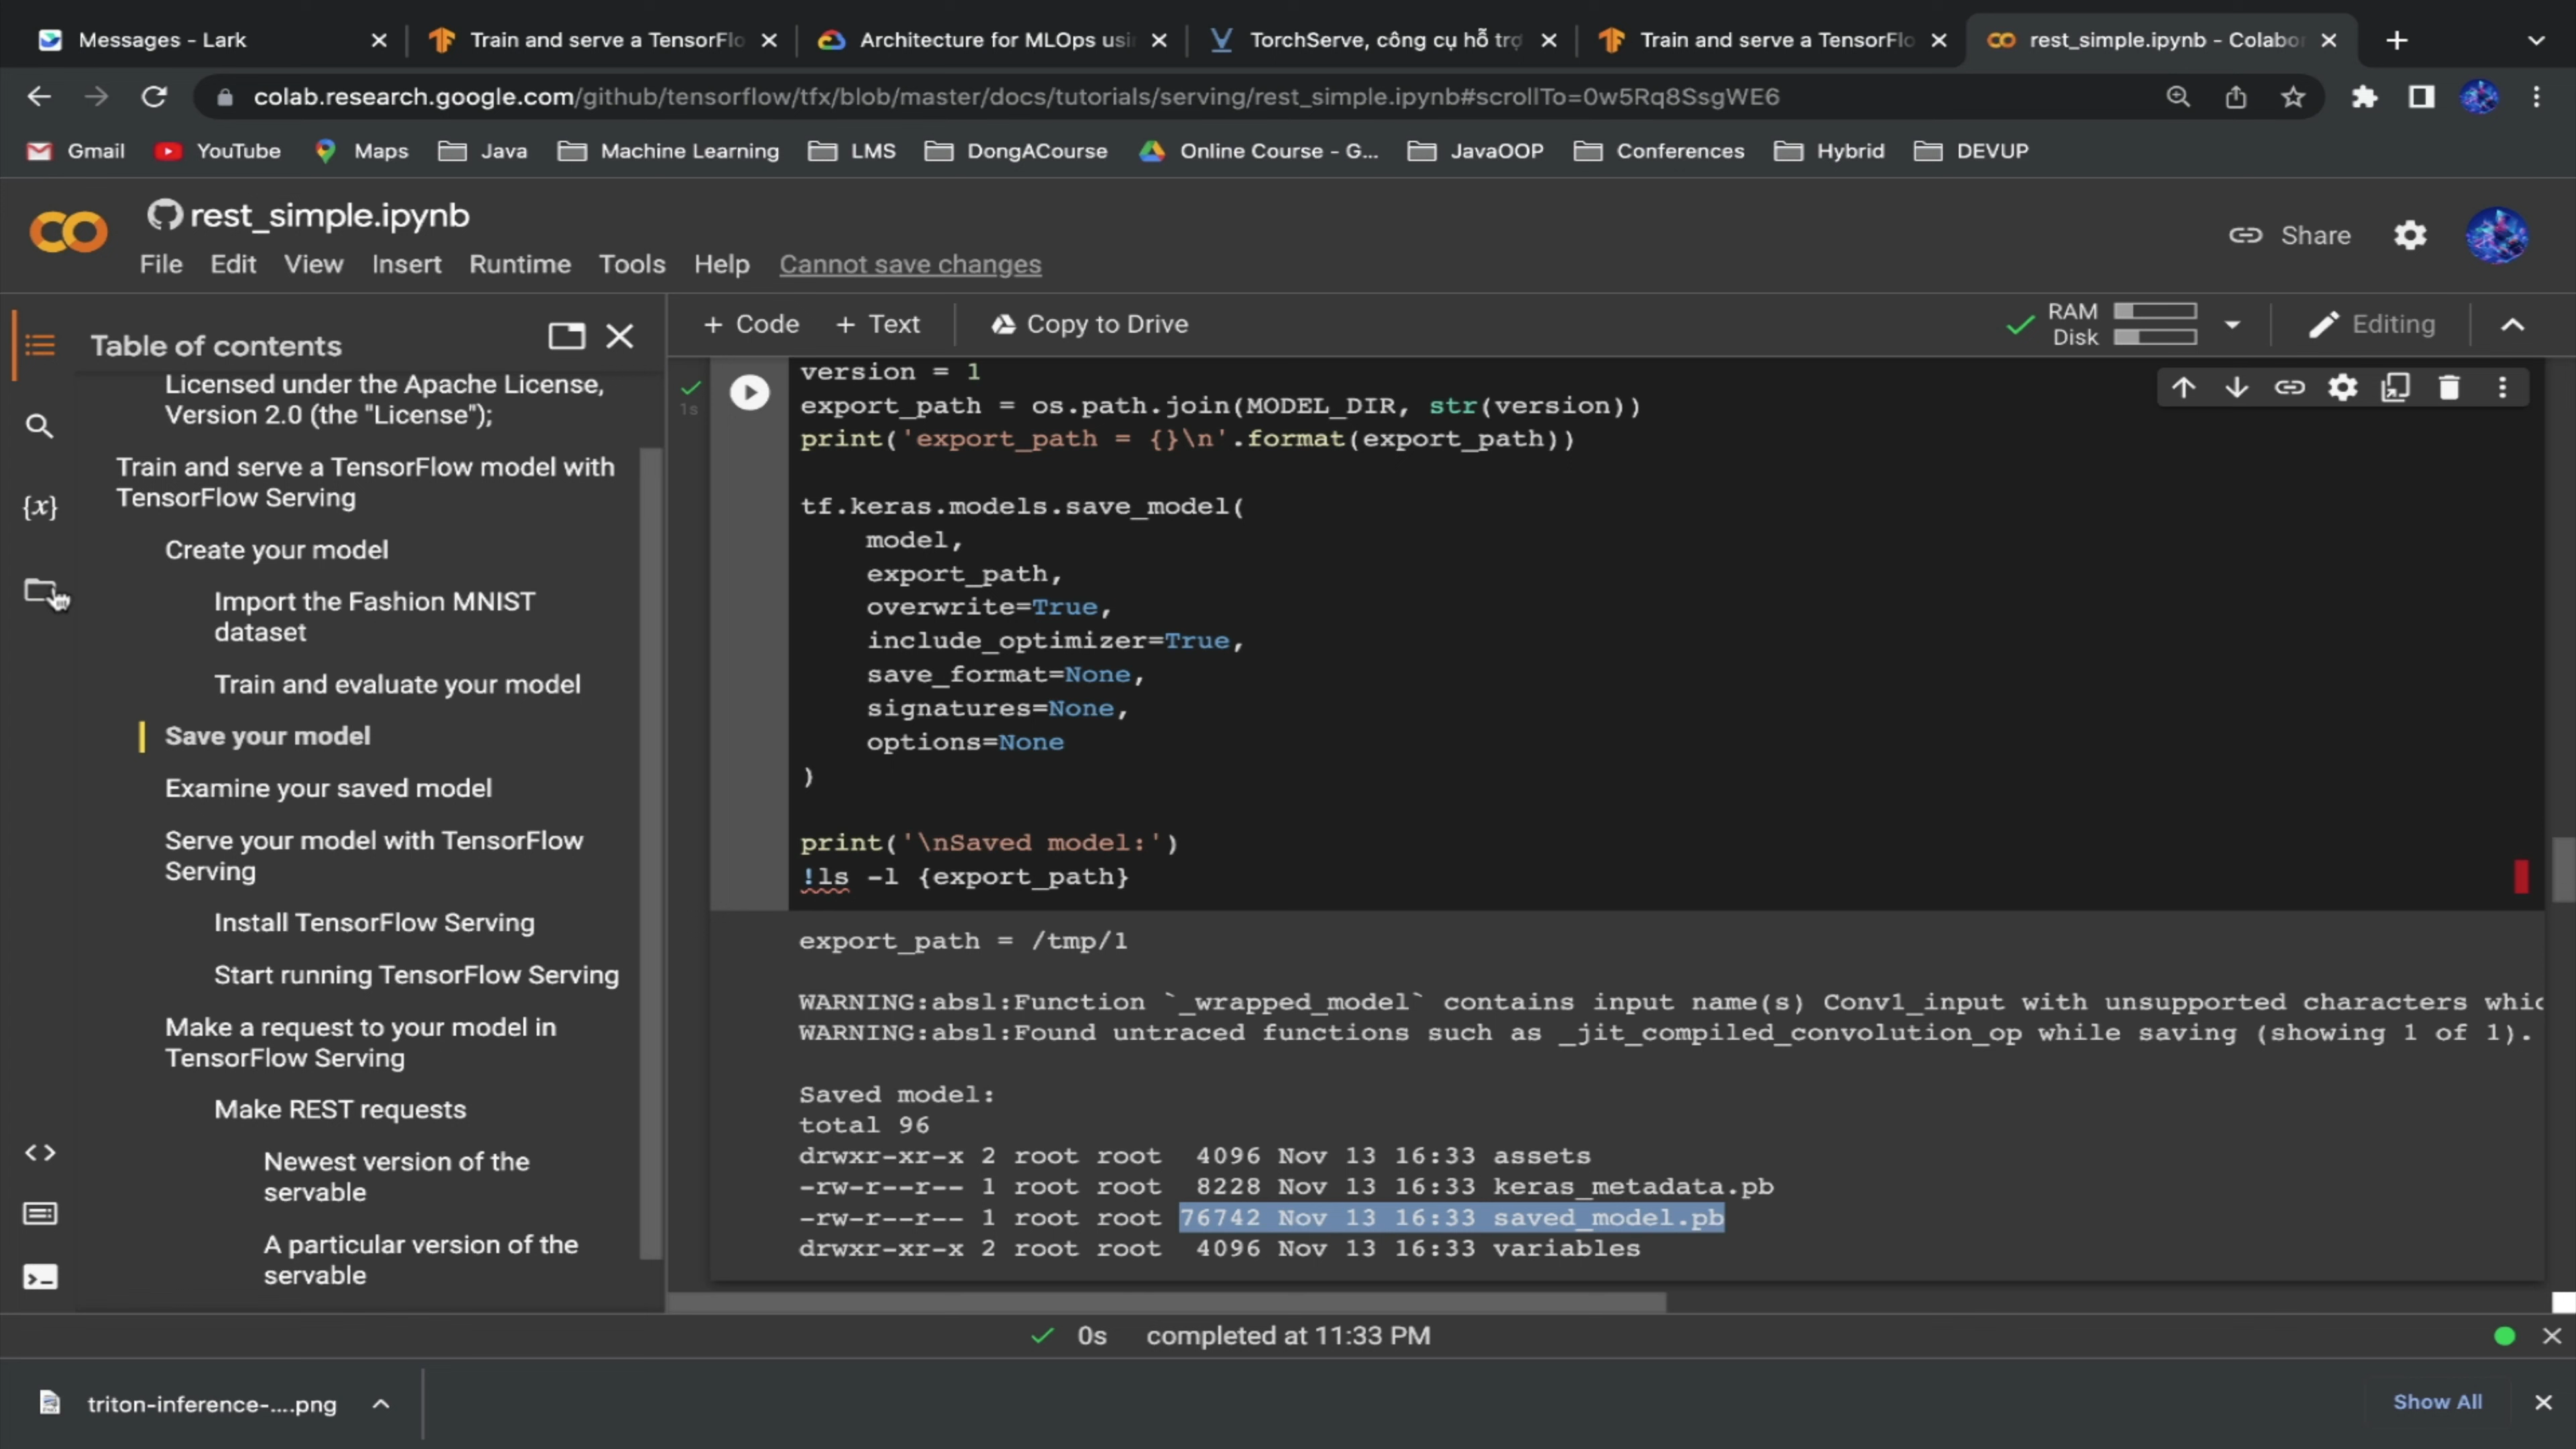 Messages - Lark
Train and serve a TensorFlo
Architecture for MLOps usi
TorchServe, công cụ hỗ trợ
Train and serve a TensorFlo
rest_simple.ipynb - Colabo
colab.research.google.com/github/tensorflow/tfx/blob/master/docs/tutorials/serving/rest_simple.ipynb#scrollTo=0w5Rq8SsgWE6
Gmail
YouTube
Maps
Java
Machine Learning
LMS
DongACourse
Online Course - G...
JavaOOP
Conferences
Hybrid
DEVUP
rest_simple.ipynb
File Edit View Insert Runtime Tools Help Cannot save changes
Share
Table of contents
Licensed under the Apache License,
Version 2.0 (the "License");
Train and serve a TensorFlow model with
TensorFlow Serving
Create your model
Import the Fashion MNIST
dataset
Train and evaluate your model
Save your model
Examine your saved model
Serve your model with TensorFlow
Serving
Install TensorFlow Serving
Start running TensorFlow Serving
Make a request to your model in
TensorFlow Serving
Make REST requests
Newest version of the
servable
A particular version of the
servable
{x}
+ Code + Text
Copy to Drive
RAM
Disk
Editing
1s
version = 1
export_path = os.path.join(MODEL_DIR, str(version))
print('export_path = {}\n'.format(export_path))
tf.keras.models.save_model(
model,
export_path,
overwrite=True,
include_optimizer=True,
save_format=None,
signatures=None,
options=None
)
print('\nSaved model:')
!ls -l {export_path}
export_path = /tmp/1
WARNING:absl:Function `_wrapped_model` contains input name(s) Conv1_input with unsupported characters whic
WARNING:absl:Found untraced functions such as _jit_compiled_convolution_op while saving (showing 1 of 1).
Saved model:
total 96
drwxr-xr-x 2 root root 4096 Nov 13 16:33 assets
-rw-r--r-- 1 root root 8228 Nov 13 16:33 keras_metadata.pb
-rw-r--r-- 1 root root 76742 Nov 13 16:33 saved_model.pb
drwxr-xr-x 2 root root 4096 Nov 13 16:33 variables
0s completed at 11:33 PM
triton-inference-....png
Show All